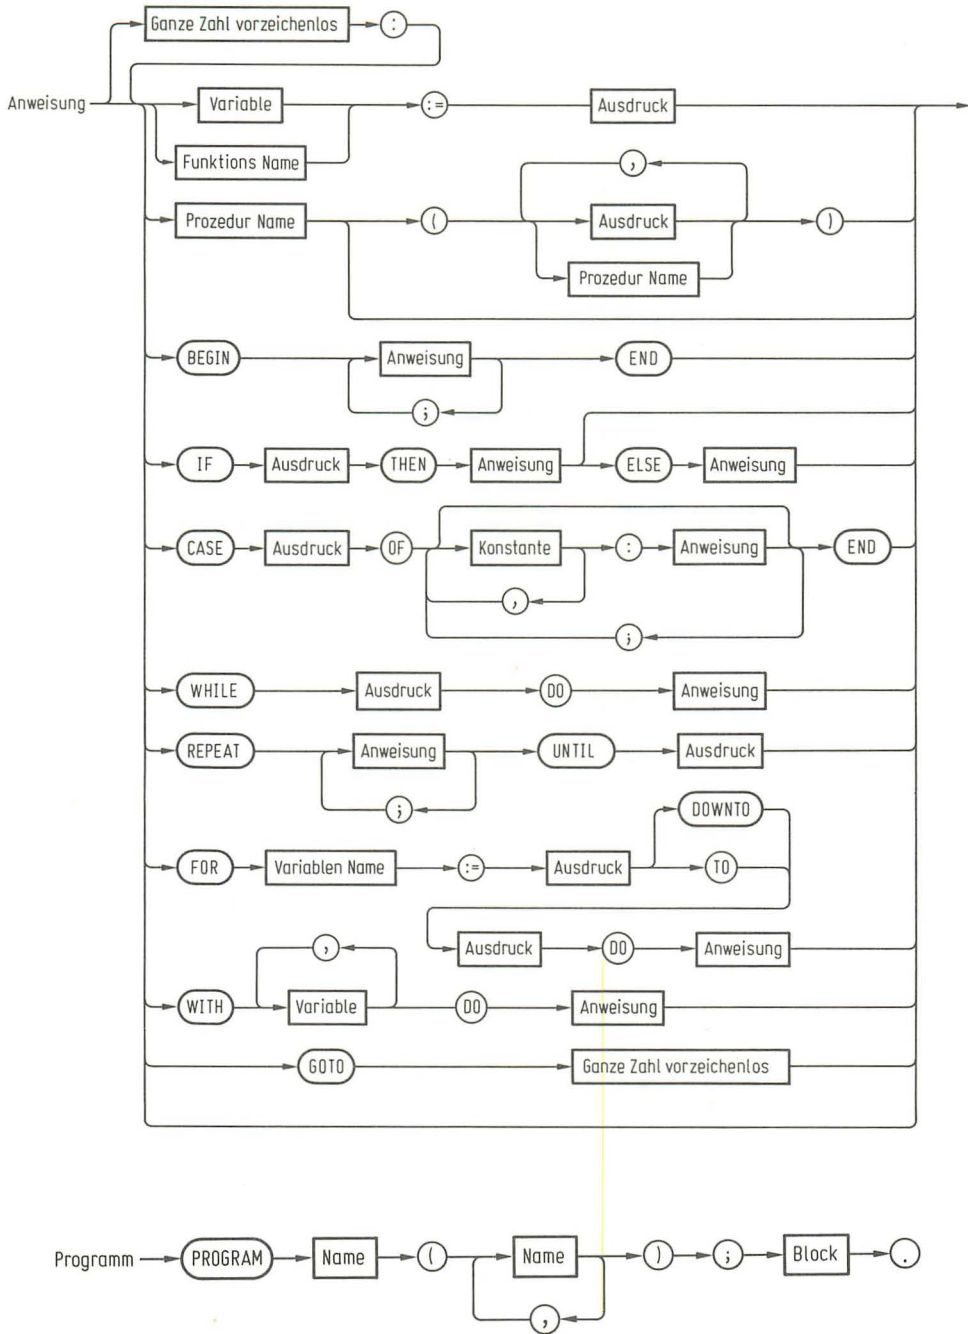 Ganze Zahl vorzeichenlos :
Anweisung Variable := Ausdruck
Funktions Name ,
Prozedur Name ( Ausdruck )
Prozedur Name
BEGIN Anweisung END
;
IF Ausdruck THEN Anweisung ELSE Anweisung
CASE Ausdruck OF Konstante : Anweisung END
,
;
WHILE Ausdruck DO Anweisung
REPEAT Anweisung UNTIL Ausdruck
;
DOWNTO
FOR Variablen Name := Ausdruck TO
, Ausdruck DO Anweisung
WITH Variable DO Anweisung
GOTO Ganze Zahl vorzeichenlos
Programm PROGRAM Name ( Name ) ; Block .
,